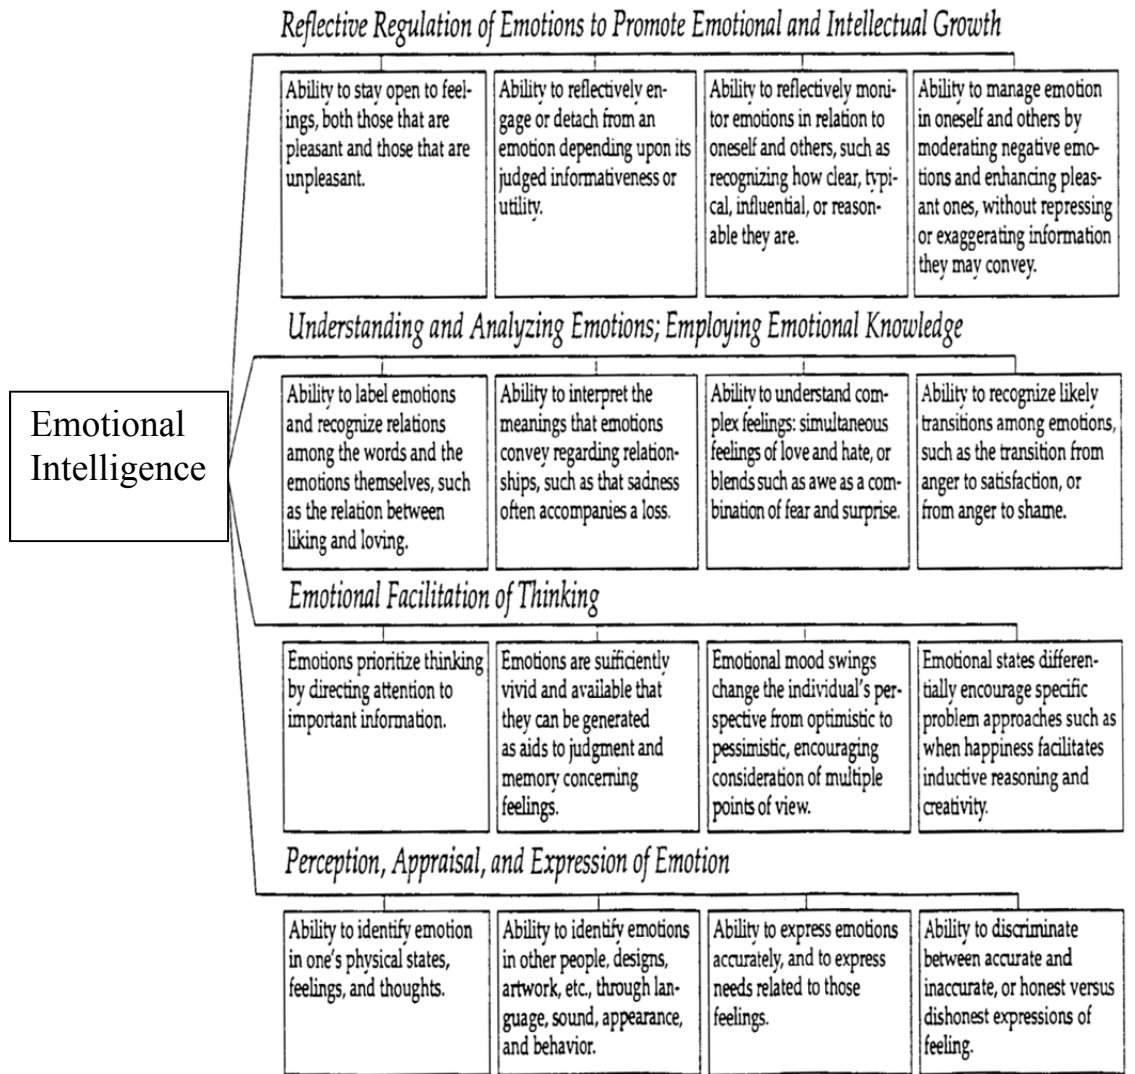 Reflective Regulation of Emotions to Promote Emotional and Intellectual Growth
Ability to stay open to feel-
ings, both those that are
pleasant and those that are
unpleasant.
Ability to reflectively en-
gage or detach from an
emotion depending upon its
judged informativeness or
utility.
Ability to reflectively moni-
tor emotions in relation to
oneself and others, such as
recognizing how clear, typi-
cal, influential, or reason-
able they are.
Ability to manage emotion
in oneself and others by
moderating negative emo-
tions and enhancing pleas-
ant ones, without repressing
or exaggerating information
they may convey.
Understanding and Analyzing Emotions; Employing Emotional Knowledge
Emotional
Intelligence
Ability to label emotions
and recognize relations
among the words and the
emotions themselves, such
as the relation between
liking and loving.
Ability to interpret the
meanings that emotions
convey regarding relation-
ships, such as that sadness
often accompanies a loss.
Ability to understand com-
plex feelings: simultaneous
feelings of love and hate, or
blends such as awe as a com-
bination of fear and surprise.
Ability to recognize likely
transitions among emotions,
such as the transition from
anger to satisfaction, or
from anger to shame.
Emotional Facilitation of Thinking
Emotions prioritize thinking
by directing attention to
important information.
Emotions are sufficiently
vivid and available that
they can be generated
as aids to judgment and
memory concerning
feelings.
Emotional mood swings
change the individual's per-
spective from optimistic to
pessimistic, encouraging
consideration of multiple
points of view.
Emotional states differen-
tially encourage specific
problem approaches such as
when happiness facilitates
inductive reasoning and
creativity.
Perception, Appraisal, and Expression of Emotion
Ability to identify emotion
in one's physical states,
feelings, and thoughts.
Ability to identify emotions
in other people, designs,
artwork, etc., through lan-
guage, sound, appearance,
and behavior.
Ability to express emotions
accurately, and to express
needs related to those
feelings.
Ability to discriminate
between accurate and
inaccurate, or honest versus
dishonest expressions of
feeling.